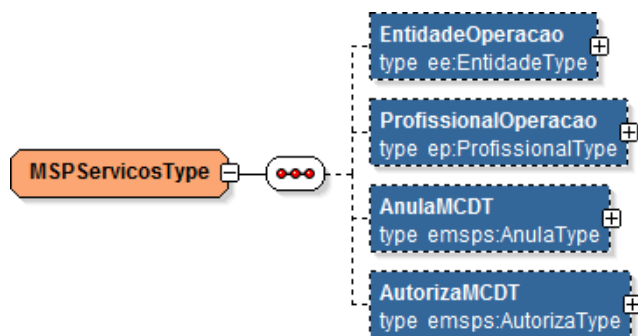 EntidadeOperacao
type ee:EntidadeType
ProfissionalOperacao
type ep:ProfissionalType
MSPServicosType
AnulaMCDT
type emsps:AnulaType
AutorizaMCDT
type emsps:AutorizaType